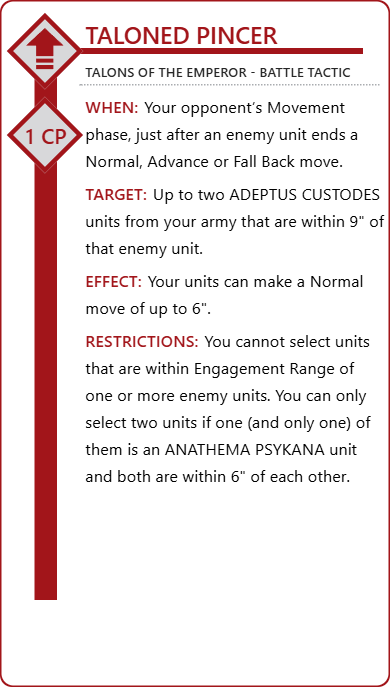 TALONED PINCER
TALONS OF THE EMPEROR - BATTLE TACTIC
1 CP
WHEN: Your opponent’s Movement
phase, just after an enemy unit ends a
Normal, Advance or Fall Back move.
TARGET: Up to two ADEPTUS CUSTODES
units from your army that are within 9" of
that enemy unit.
EFFECT: Your units can make a Normal
move of up to 6".
RESTRICTIONS: You cannot select units
that are within Engagement Range of
one or more enemy units. You can only
select two units if one (and only one) of
them is an ANATHEMA PSYKANA unit
and both are within 6" of each other.